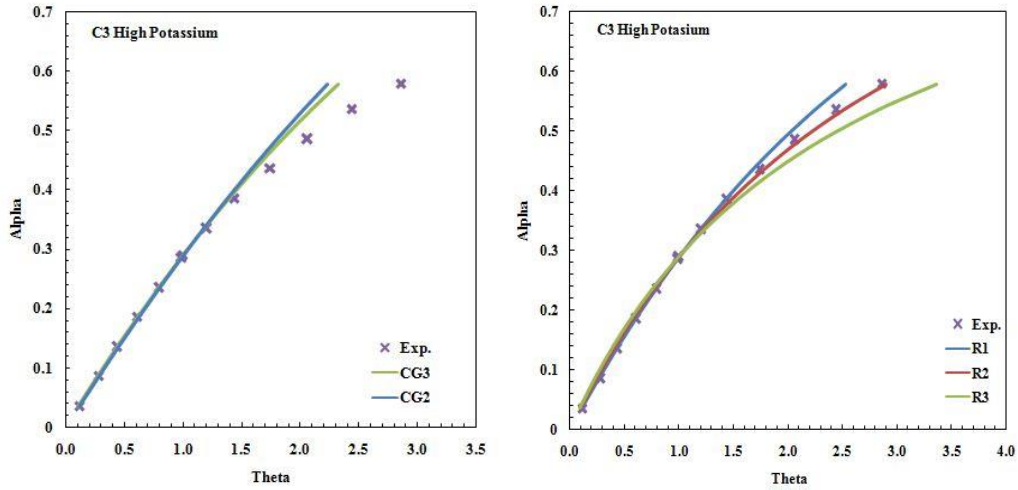 C3 High Potassium
0.7
0.6
0.5
0.4
0.3
0.2
0.1
0
Alpha
0.0 0.5 1.0 1.5 2.0 2.5 3.0 3.5
Theta
Exp.
CG3
CG2
C3 High Potasium
0.7
0.6
0.5
0.4
0.3
0.2
0.1
0
Alpha
0.0 0.5 1.0 1.5 2.0 2.5 3.0 3.5 4.0
Theta
Exp.
R1
R2
R3